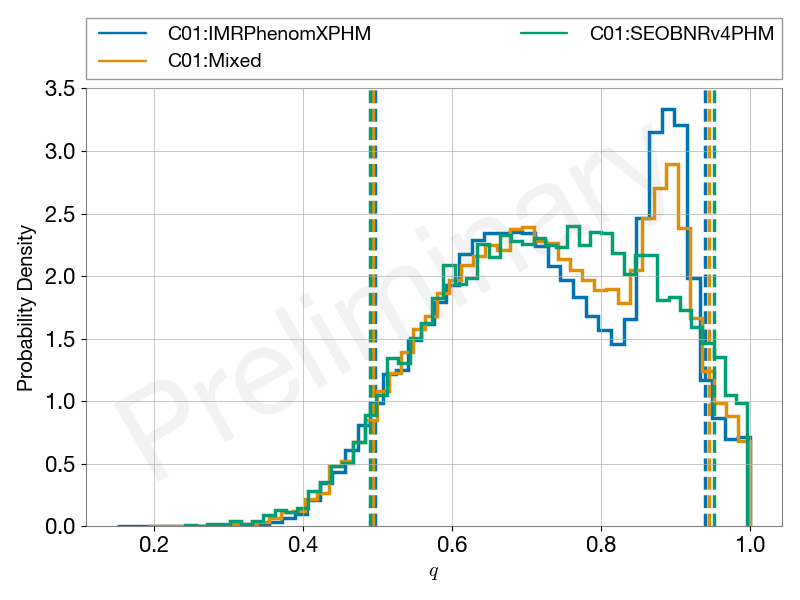 C01:IMRPhenomXPHM
C01:Mixed
C01:SEOBNRv4PHM
Preliminary
Probability Density
3.5
3.0
2.5
2.0
1.5
1.0
0.5
0.0
0.2 0.4 0.6 0.8 1.0
q